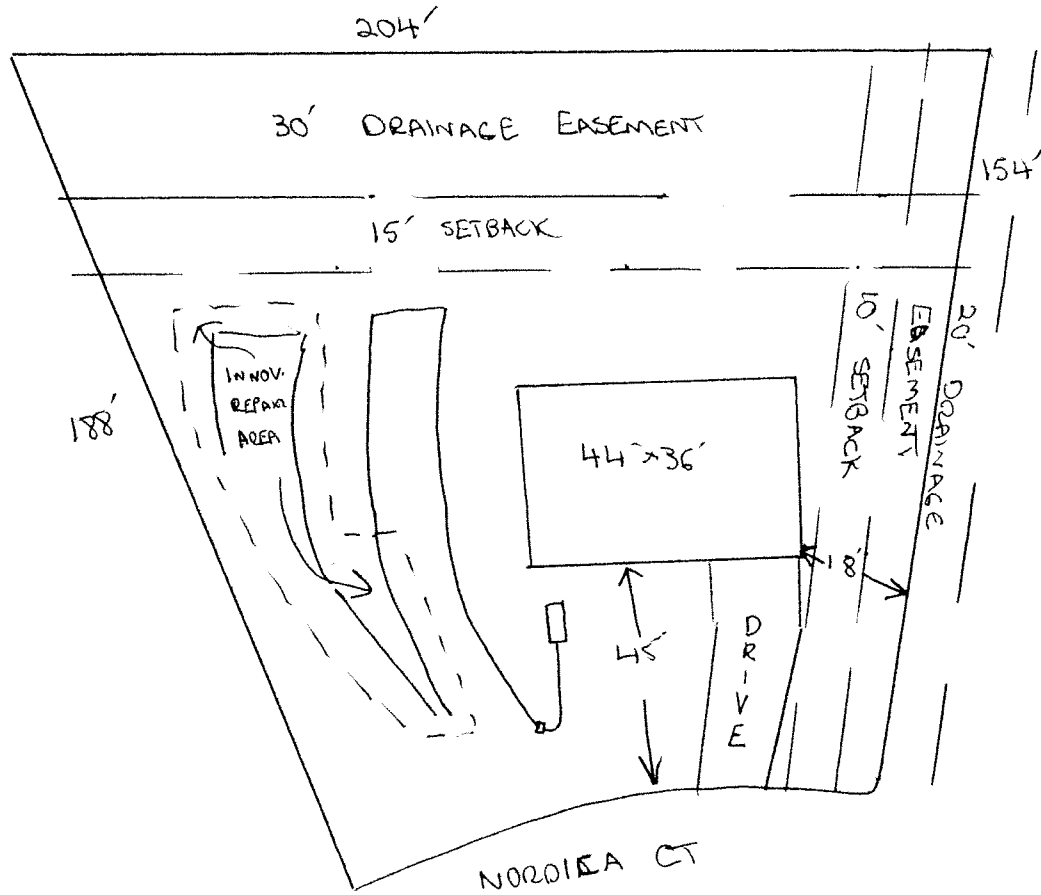 204'
30' DRAINAGE EASEMENT
154'
15' SETBACK
20' DRAINAGE
EASEMENT
10' SETBACK
INNOV.
REPAIR
AREA
188'
44'x36'
18'
45'
DRIVE
NORDIKA CT